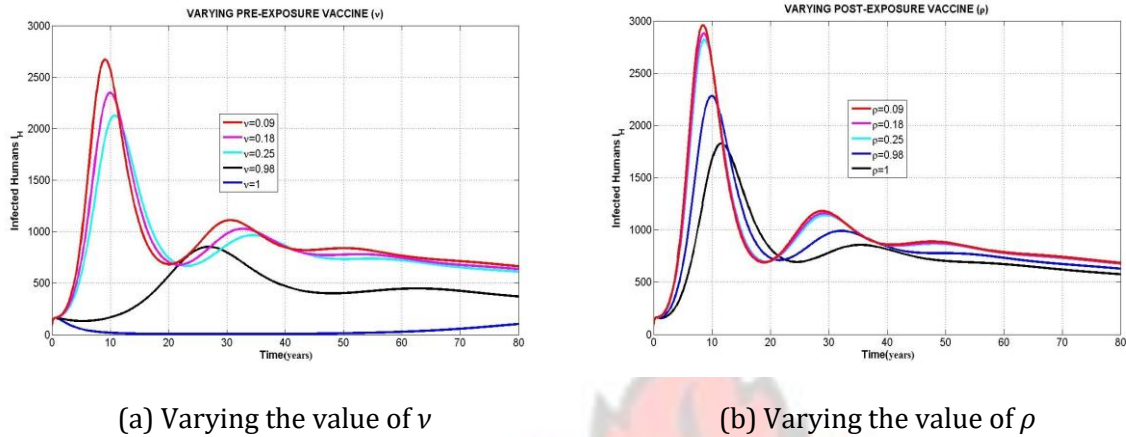 VARYING PRE-EXPOSURE VACCINE (ν)
Infected Humans I_H
3000
2500
2000
1500
1000
500
0
ν=0.09
ν=0.18
ν=0.25
ν=0.98
ν=1
0 10 20 30 40 50 60 70 80
Time(years)
(a) Varying the value of ν
VARYING POST-EXPOSURE VACCINE (ρ)
Infected Humans I_H
3000
2500
2000
1500
1000
500
0
ρ=0.09
ρ=0.18
ρ=0.25
ρ=0.98
ρ=1
0 10 20 30 40 50 60 70 80
Time(years)
(b) Varying the value of ρ